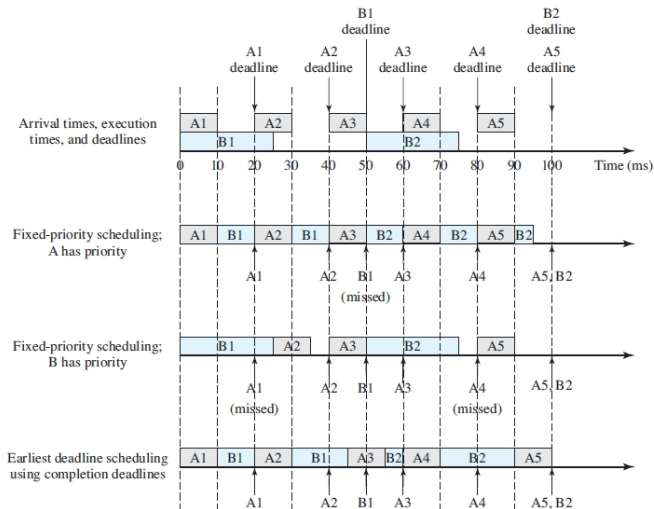 B1
deadline
B2
deadline
A1
deadline
A2
deadline
A3
deadline
A4
deadline
A5
deadline
Arrival times, execution
times, and deadlines
A1 A2 A3 A4 A5
B1 B2
0 10 20 30 40 50 60 70 80 90 100 Time (ms)
Fixed-priority scheduling;
A has priority
A1 B1 A2 B1 A3 B2 A4 B2 A5 B2
A1 A2 B1 A3 A4 A5, B2
(missed)
Fixed-priority scheduling;
B has priority
B1 A2 A3 B2 A5
A1 A2 B1 A3 A4 A5, B2
(missed) (missed)
Earliest deadline scheduling
using completion deadlines
A1 B1 A2 B1 A3 B2 A4 B2 A5
A1 A2 B1 A3 A4 A5, B2